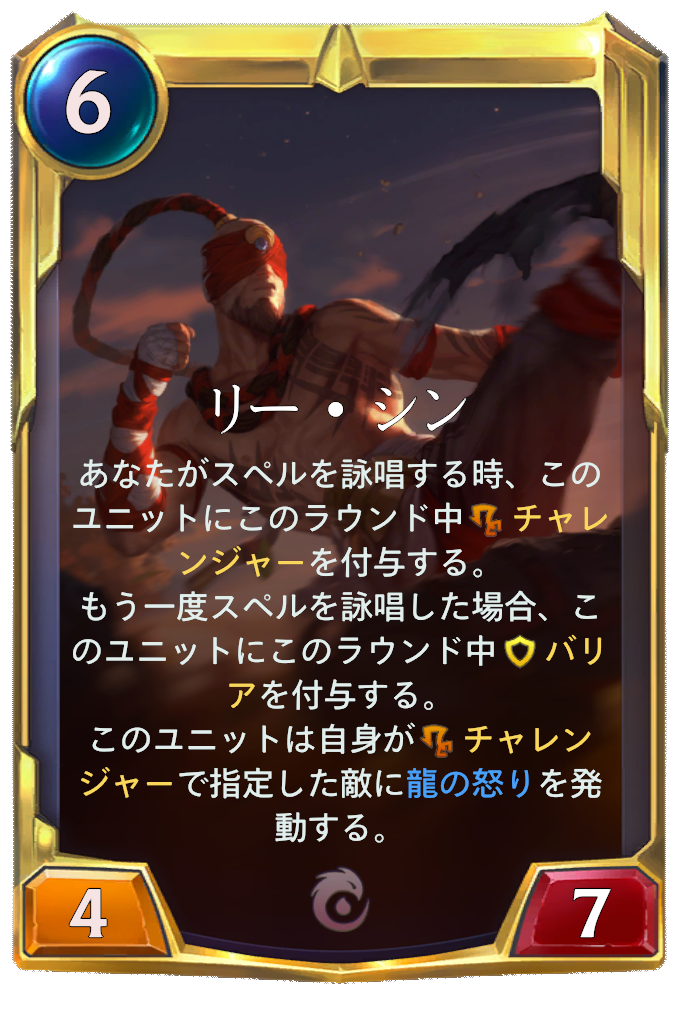 6
リー・シン
あなたがスペルを詠唱する時、この
ユニットにこのラウンド中 チャレ
ンジャーを付与する。
もう一度スペルを詠唱した場合、こ
のユニットにこのラウンド中 バリ
アを付与する。
このユニットは自身が チャレン
ジャーで指定した敵に龍の怒りを発
動する。
4
7